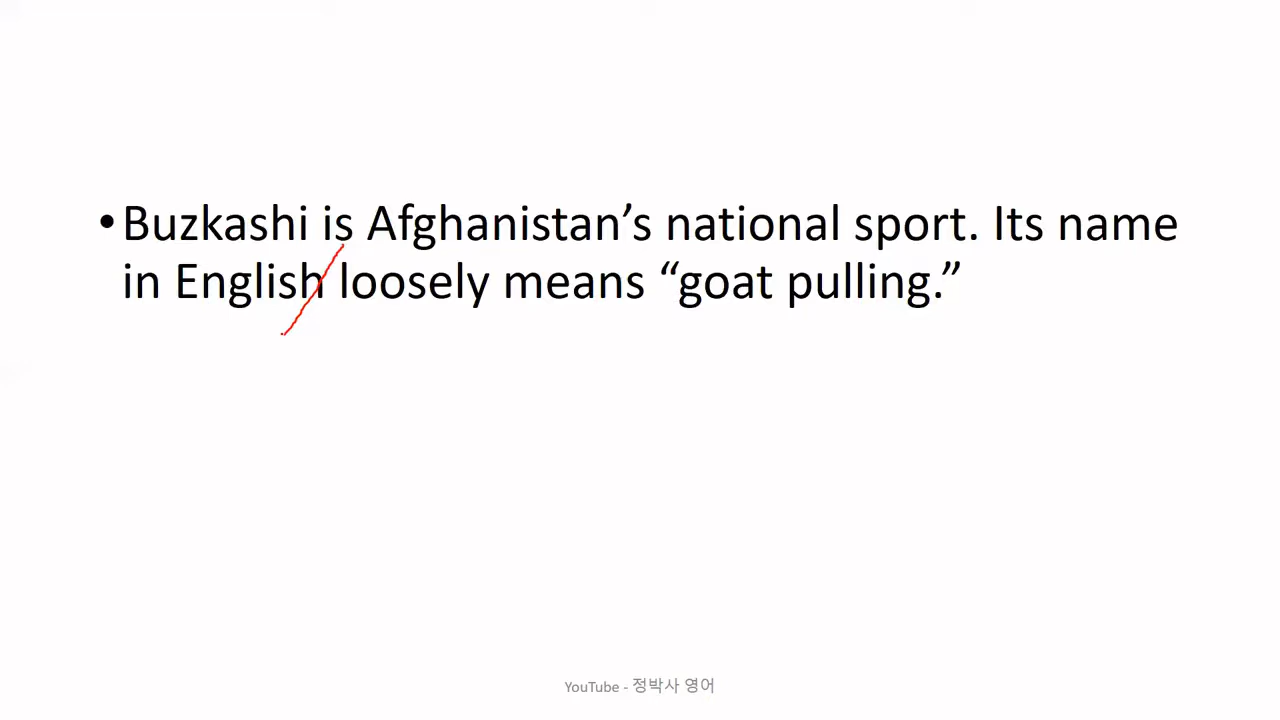 •Buzkashi is Afghanistan’s national sport. Its name
in English loosely means “goat pulling.”
YouTube - 정박사 영어